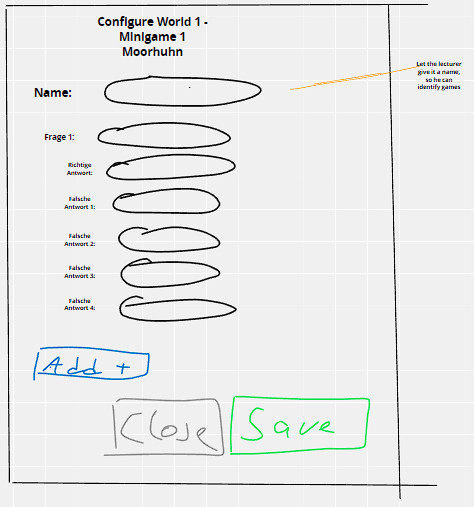 Configure World 1 -
Minigame 1
Moorhuhn
Let the lecturer
give it a name,
so he can
identify games
Name:
Frage 1:
Richtige
Antwort:
Falsche
Antwort 1:
Falsche
Antwort 2:
Falsche
Antwort 3:
Falsche
Antwort 4:
Add +
Close
Save